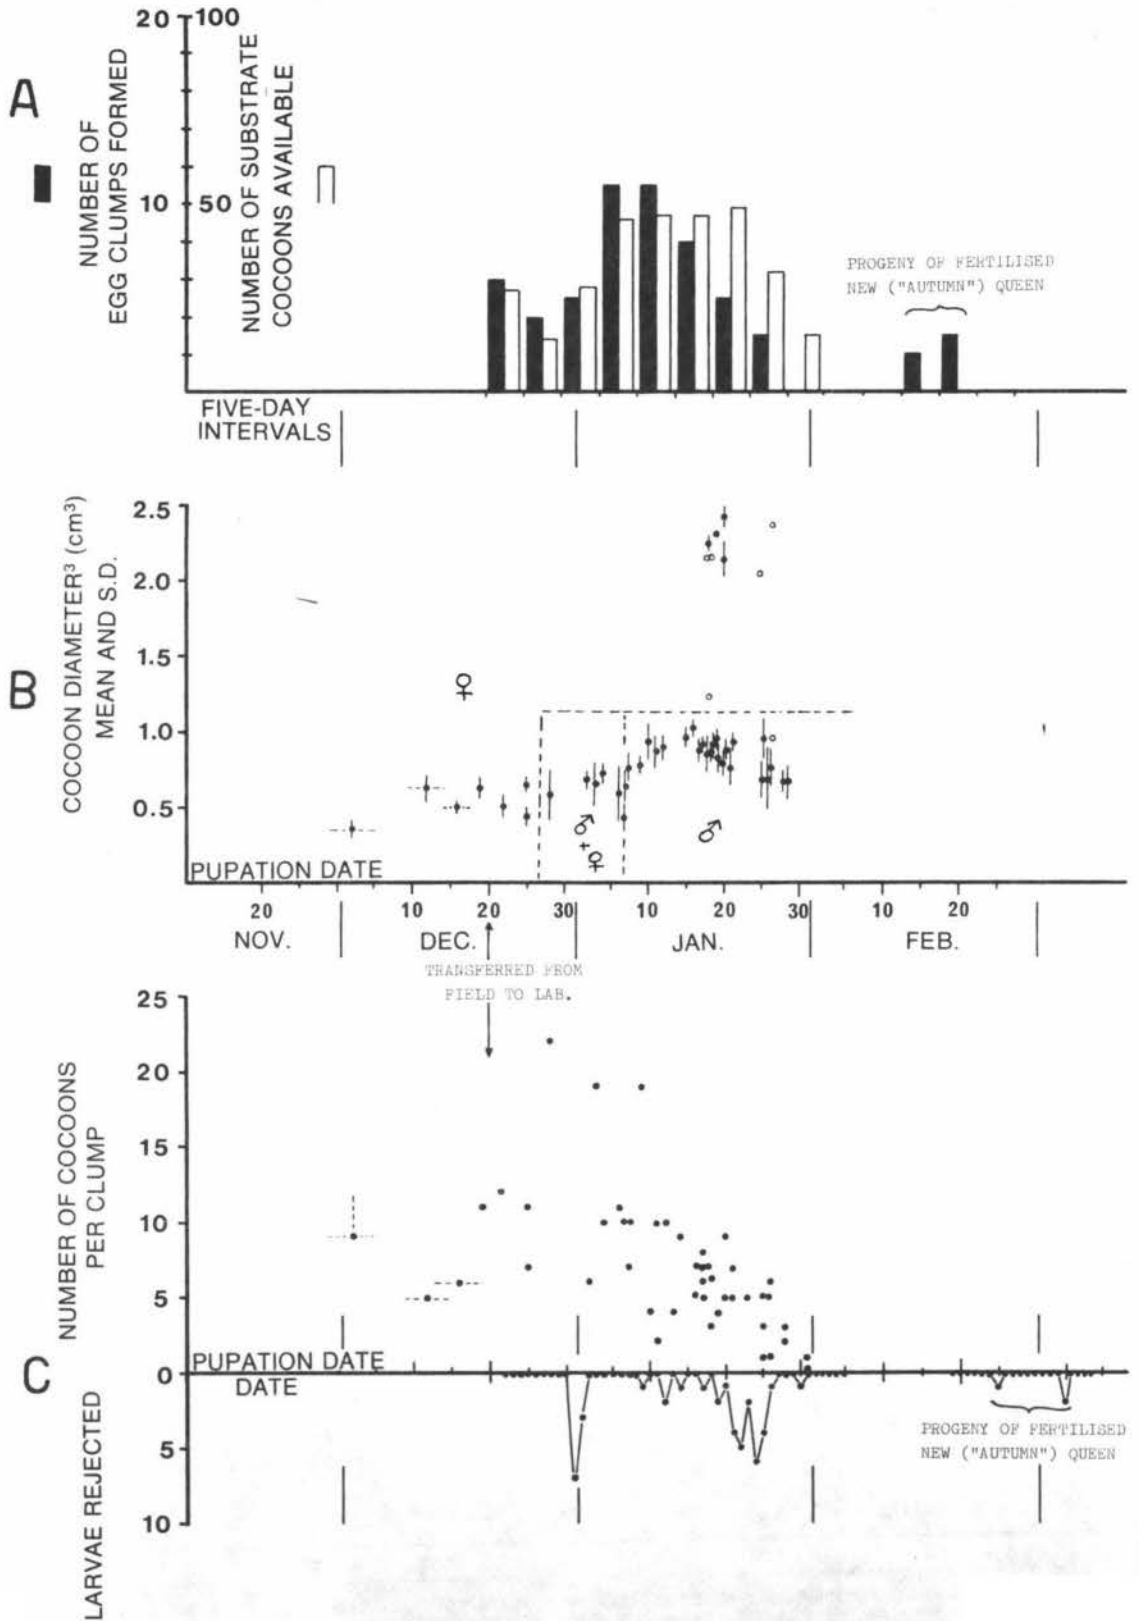 A
NUMBER OF
EGG CLUMPS FORMED
20
10
100
50
NUMBER OF SUBSTRATE
COCOONS AVAILABLE
PROGENY OF FERTILISED
NEW ("AUTUMN") QUEEN
FIVE-DAY
INTERVALS
B
COCOON DIAMETER³ (cm³)
MEAN AND S.D.
2.5
2.0
1.5
1.0
0.5
♀
♂
+
♀
♂
PUPATION DATE
20 10 20 30 10 20 30 10 20
NOV. DEC. JAN. FEB.
TRANSFERRED FROM
FIELD TO LAB.
C
NUMBER OF COCOONS
PER CLUMP
25
20
15
10
5
0
PUPATION DATE
DATE
LARVAE REJECTED
5
10
PROGENY OF FERTILISED
NEW ("AUTUMN") QUEEN